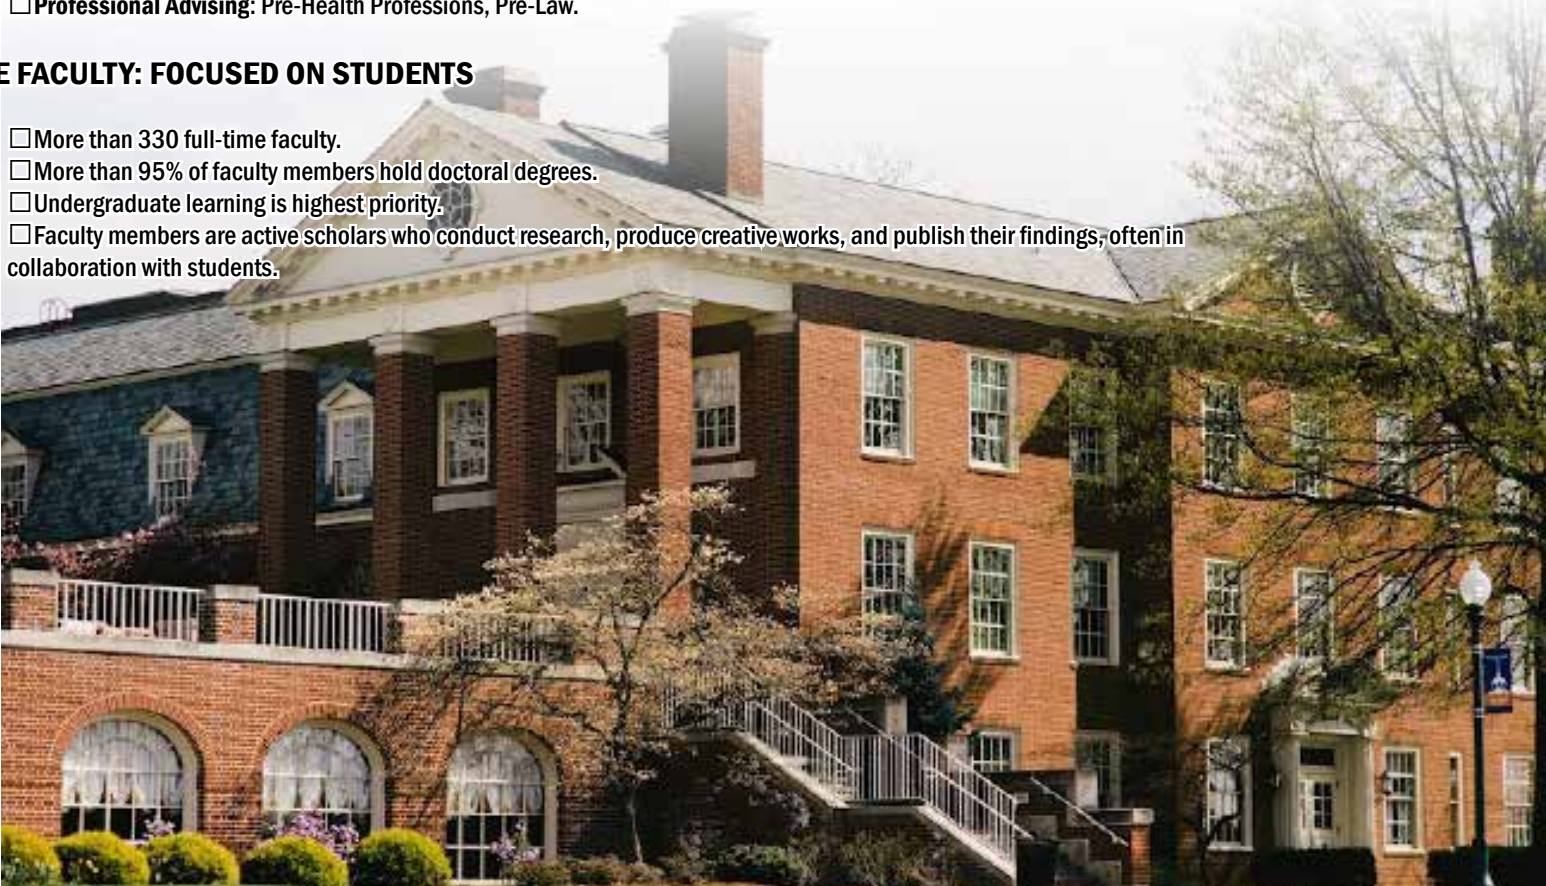 ☐Professional Advising: Pre-Health Professions, Pre-Law.
E FACULTY: FOCUSED ON STUDENTS
☐More than 330 full-time faculty.
☐More than 95% of faculty members hold doctoral degrees.
☐Undergraduate learning is highest priority.
☐Faculty members are active scholars who conduct research, produce creative works, and publish their findings, often in
collaboration with students.